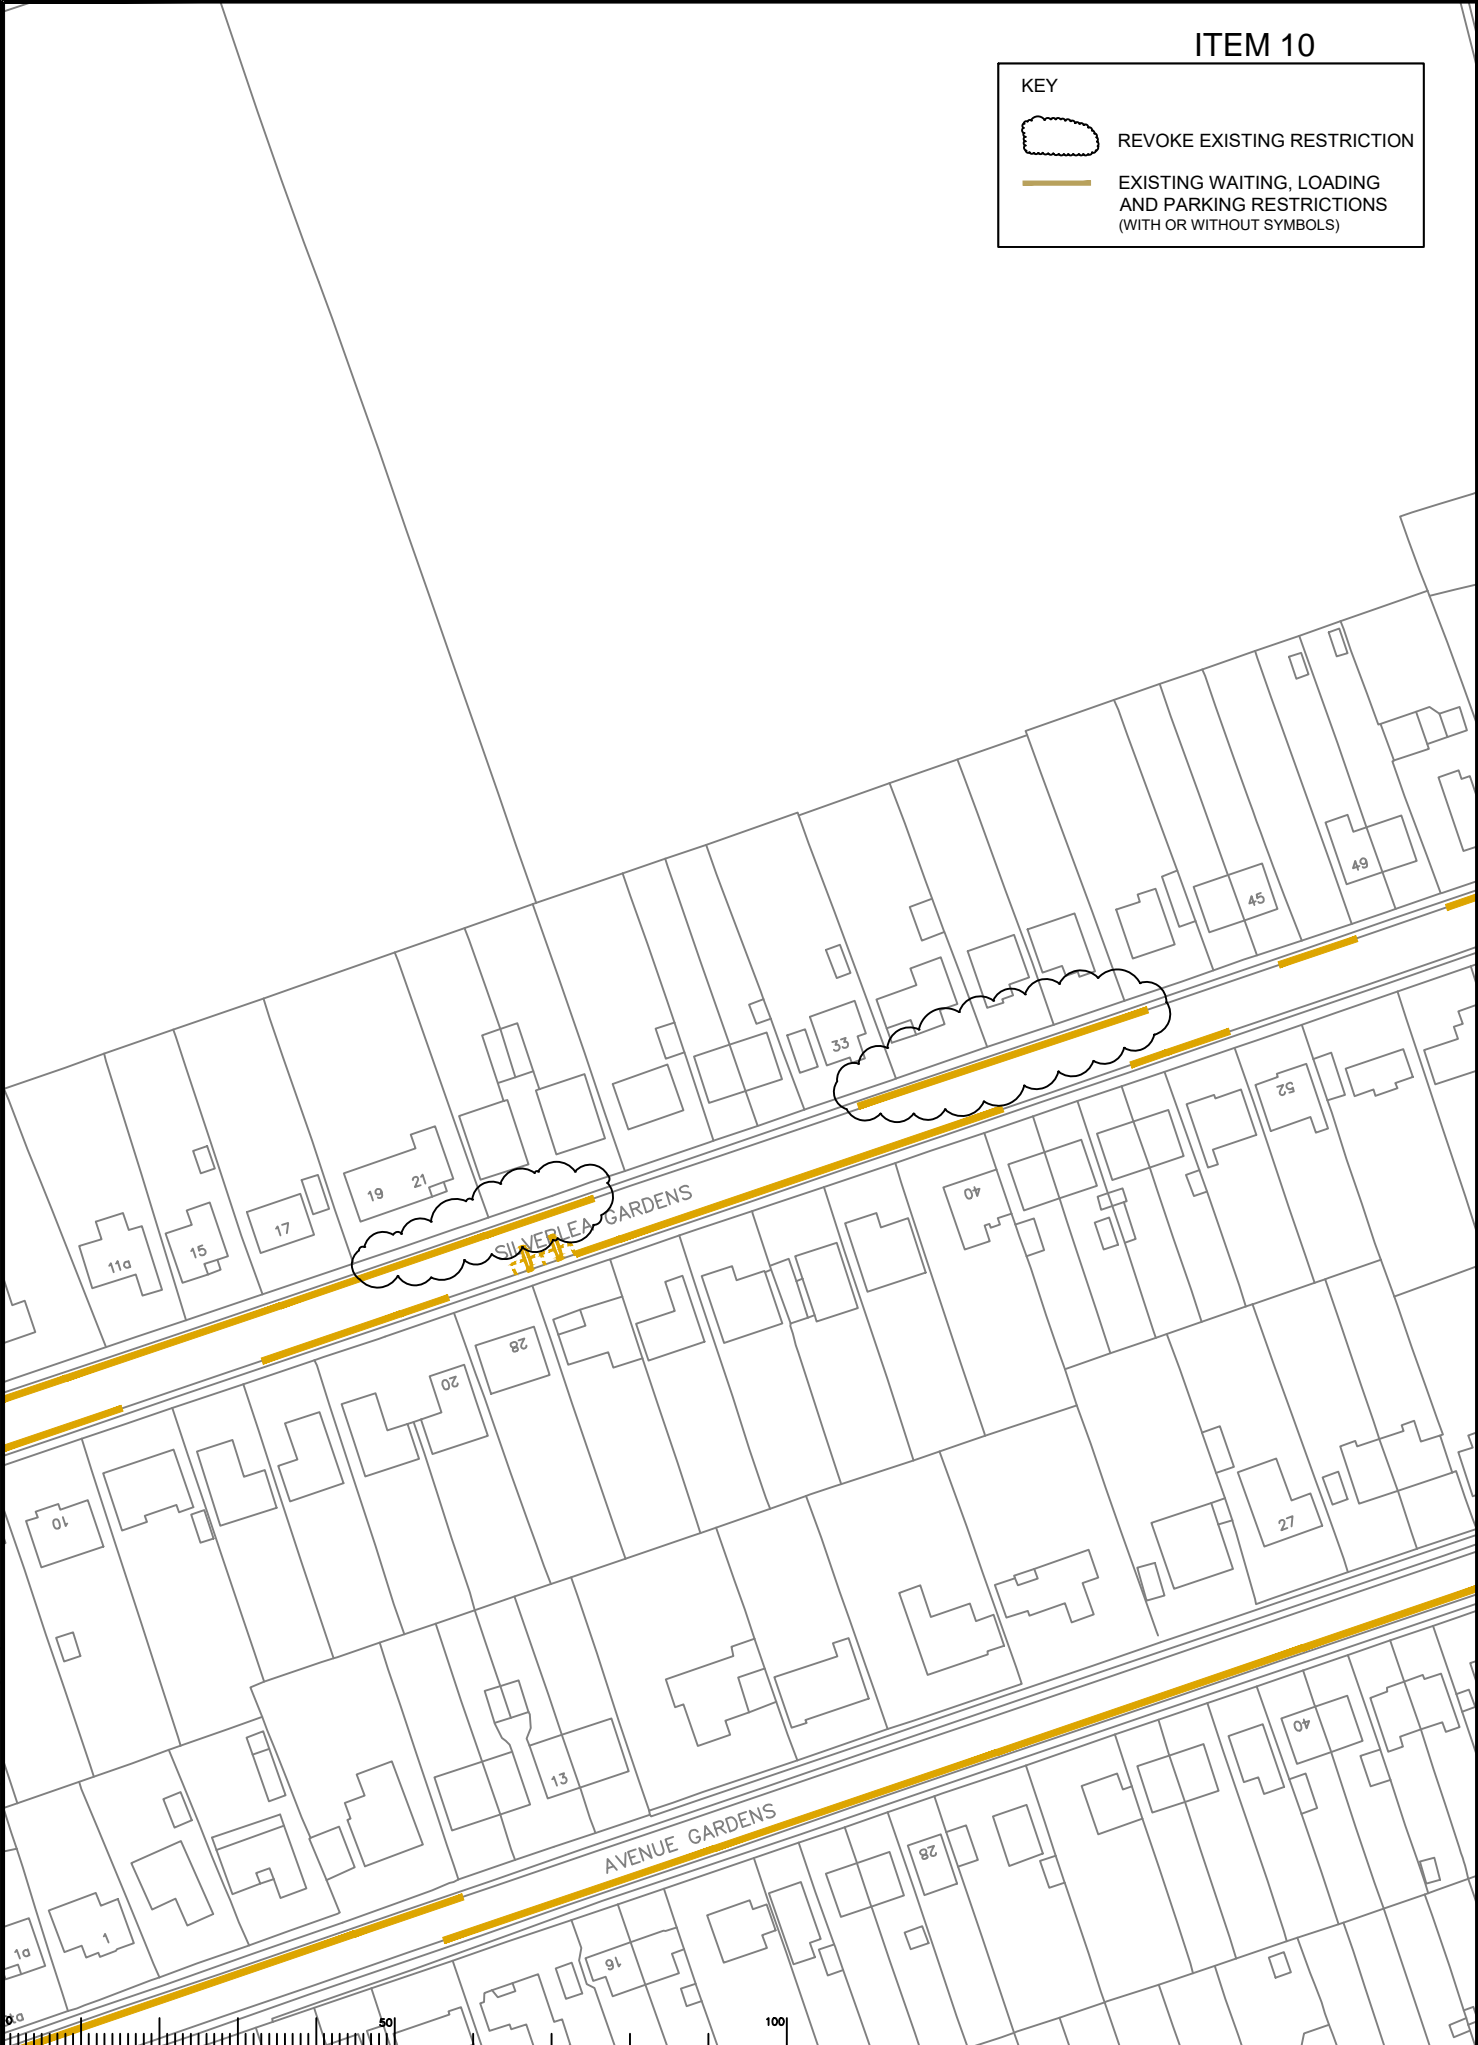 ITEM 10
KEY
REVOKE EXISTING RESTRICTION
EXISTING WAITING, LOADING
AND PARKING RESTRICTIONS
(WITH OR WITHOUT SYMBOLS)
49
45
33
52
40
19 21
17
15
11a
SILVERLEA GARDENS
28
20
10
27
40
13
AVENUE GARDENS
28
1
1a
16
0
50
100